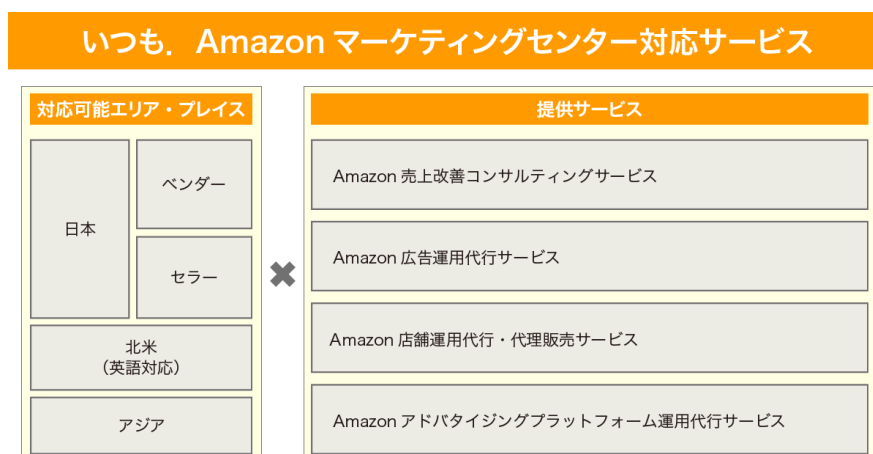 いつも．Amazon マーケティングセンター対応サービス
対応可能エリア・プレイス
日本
ベンダー
セラー
北米
（英語対応）
アジア
✖
提供サービス
Amazon 売上改善コンサルティングサービス
Amazon 広告運用代行サービス
Amazon 店舗運用代行・代理販売サービス
Amazon アドバタイジングプラットフォーム運用代行サービス